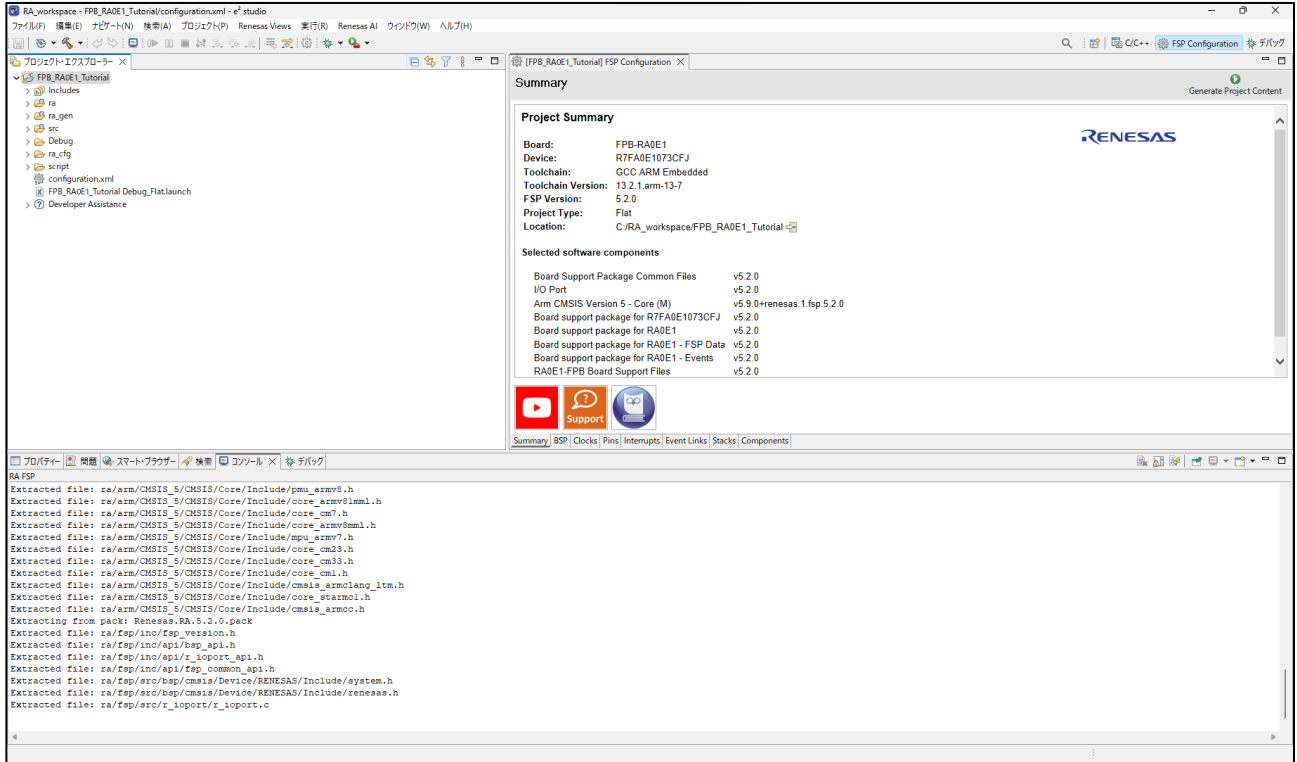 RA_workspace - FPB_RA0E1_Tutorial/configuration.xml - e² studio
ファイル(F) 編集(E) ナビゲート(N) 検索(A) プロジェクト(P) Renesas Views 実行(R) Renesas AI ウィンドウ(W) ヘルプ(H)
C/C++ FSP Configuration デバッグ
プロジェクト・エクスプローラー
FPB_RA0E1_Tutorial
Includes
ra
ra_gen
src
Debug
ra_cfg
script
configuration.xml
FPB_RA0E1_Tutorial Debug_Flat.launch
Developer Assistance
[FPB_RA0E1_Tutorial] FSP Configuration
Summary
Generate Project Content
Project Summary
RENESAS
Board: FPB-RA0E1
Device: R7FA0E1073CFJ
Toolchain: GCC ARM Embedded
Toolchain Version: 13.2.1.arm-13-7
FSP Version: 5.2.0
Project Type: Flat
Location: C:/RA_workspace/FPB_RA0E1_Tutorial
Selected software components
Board Support Package Common Files v5.2.0
I/O Port v5.2.0
Arm CMSIS Version 5 - Core (M) v5.9.0+renesas.1.fsp.5.2.0
Board support package for R7FA0E1073CFJ v5.2.0
Board support package for RA0E1 v5.2.0
Board support package for RA0E1 - FSP Data v5.2.0
Board support package for RA0E1 - Events v5.2.0
RA0E1-FPB Board Support Files v5.2.0
Support
Summary BSP Clocks Pins Interrupts Event Links Stacks Components
プロパティー 問題 スマート・ブラウザー 検索 コンソール デバッグ
RA FSP
Extracted file: ra/arm/CMSIS_5/CMSIS/Core/Include/pmu_armv8.h
Extracted file: ra/arm/CMSIS_5/CMSIS/Core/Include/core_armv81mml.h
Extracted file: ra/arm/CMSIS_5/CMSIS/Core/Include/core_cm7.h
Extracted file: ra/arm/CMSIS_5/CMSIS/Core/Include/core_armv8mml.h
Extracted file: ra/arm/CMSIS_5/CMSIS/Core/Include/mpu_armv7.h
Extracted file: ra/arm/CMSIS_5/CMSIS/Core/Include/core_cm23.h
Extracted file: ra/arm/CMSIS_5/CMSIS/Core/Include/core_cm33.h
Extracted file: ra/arm/CMSIS_5/CMSIS/Core/Include/core_cm1.h
Extracted file: ra/arm/CMSIS_5/CMSIS/Core/Include/cmsis_armclang_ltm.h
Extracted file: ra/arm/CMSIS_5/CMSIS/Core/Include/core_starmc1.h
Extracted file: ra/arm/CMSIS_5/CMSIS/Core/Include/cmsis_armcc.h
Extracting from pack: Renesas.RA.5.2.0.pack
Extracted file: ra/fsp/inc/fsp_version.h
Extracted file: ra/fsp/inc/api/bsp_api.h
Extracted file: ra/fsp/inc/api/r_ioport_api.h
Extracted file: ra/fsp/inc/api/fsp_common_api.h
Extracted file: ra/fsp/src/bsp/cmsis/Device/RENESAS/Include/system.h
Extracted file: ra/fsp/src/bsp/cmsis/Device/RENESAS/Include/renesas.h
Extracted file: ra/fsp/src/r_ioport/r_ioport.c